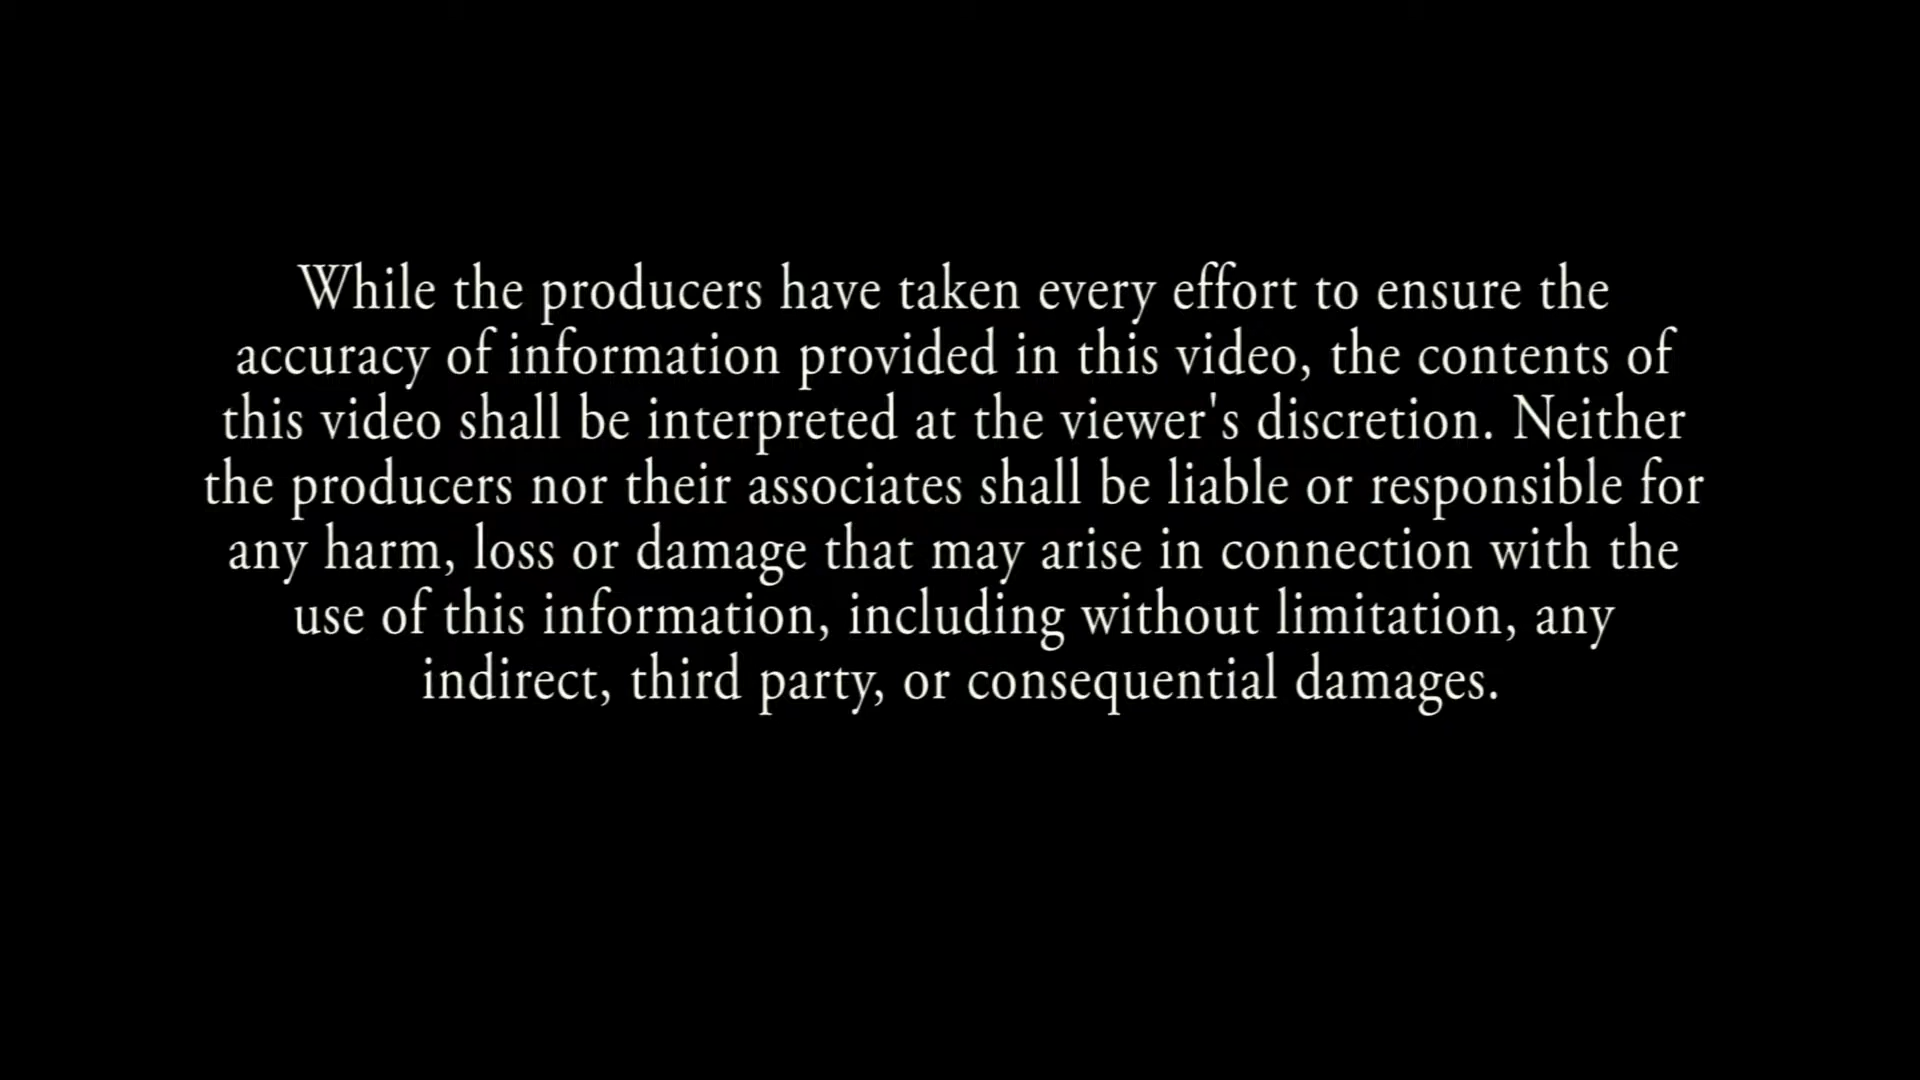 While the producers have taken every effort to ensure the
accuracy of information provided in this video, the contents of
this video shall be interpreted at the viewer's discretion. Neither
the producers nor their associates shall be liable or responsible for
any harm, loss or damage that may arise in connection with the
use of this information, including without limitation, any
indirect, third party, or consequential damages.